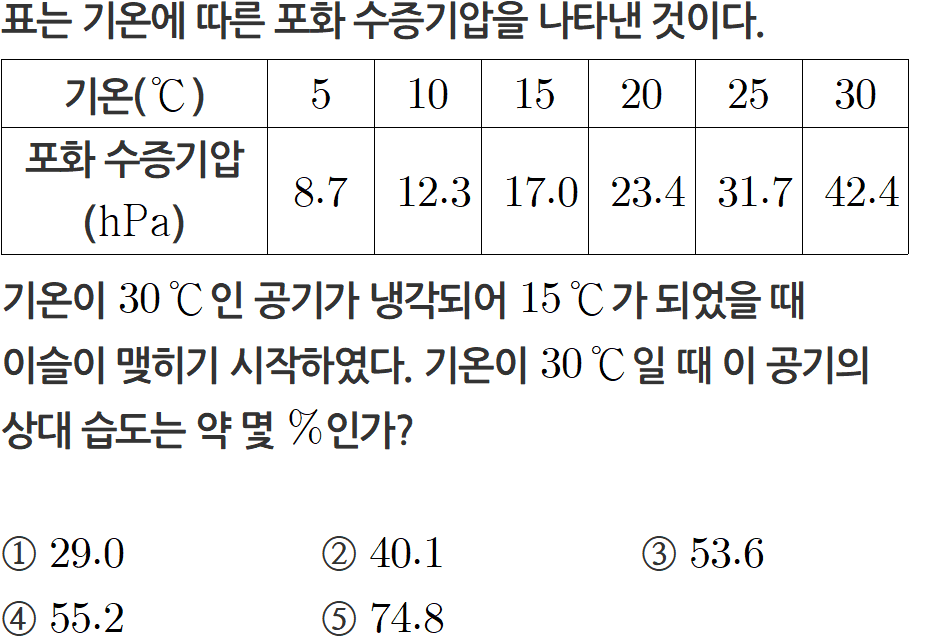 표는 기온에 따른 포화 수증기압을 나타낸 것이다.
기온(℃) 5 10 15 20 25 30
포화 수증기압
(hPa) 8.7 12.3 17.0 23.4 31.7 42.4
기온이 30℃인 공기가 냉각되어 15℃가 되었을 때
이슬이 맺히기 시작하였다. 기온이 30℃일 때 이 공기의
상대 습도는 약 몇 %인가?
① 29.0 ② 40.1 ③ 53.6
④ 55.2 ⑤ 74.8